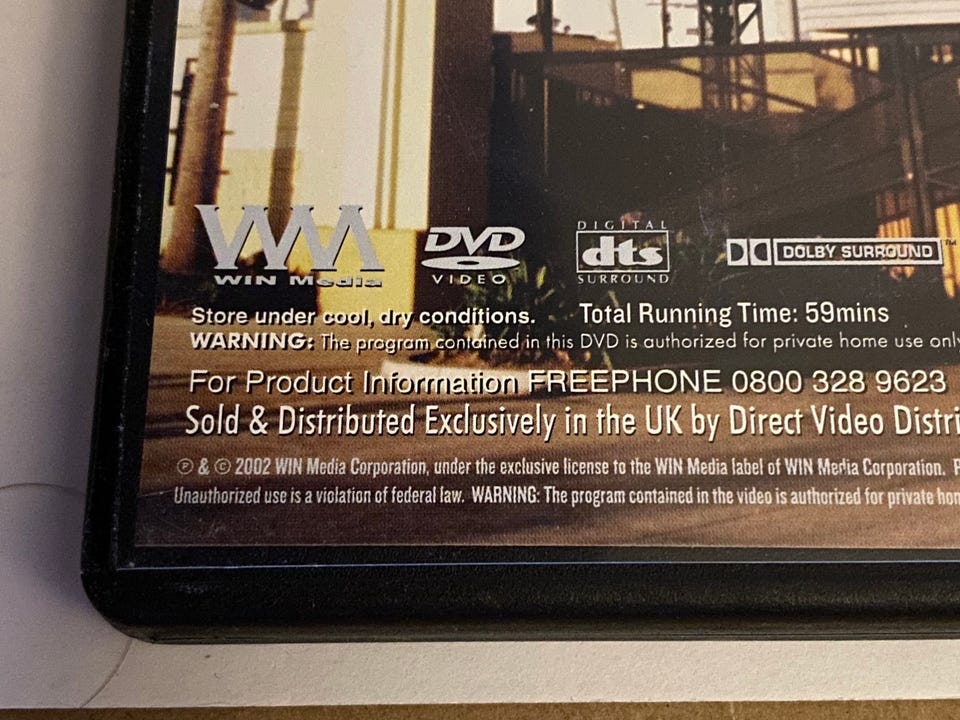 WM
WIN Media
DVD
VIDEO
DIGITAL
dts
SURROUND
DOLBY SURROUND ™
Store under cool, dry conditions. Total Running Time: 59mins
WARNING: The program contained in this DVD is authorized for private home use only
For Product Information FREEPHONE 0800 328 9623
Sold & Distributed Exclusively in the UK by Direct Video Distri
℗ & © 2002 WIN Media Corporation, under the exclusive license to the WIN Media label of WIN Media Corporation.
Unauthorized use is a violation of federal law. WARNING: The program contained in the video is authorized for private hom